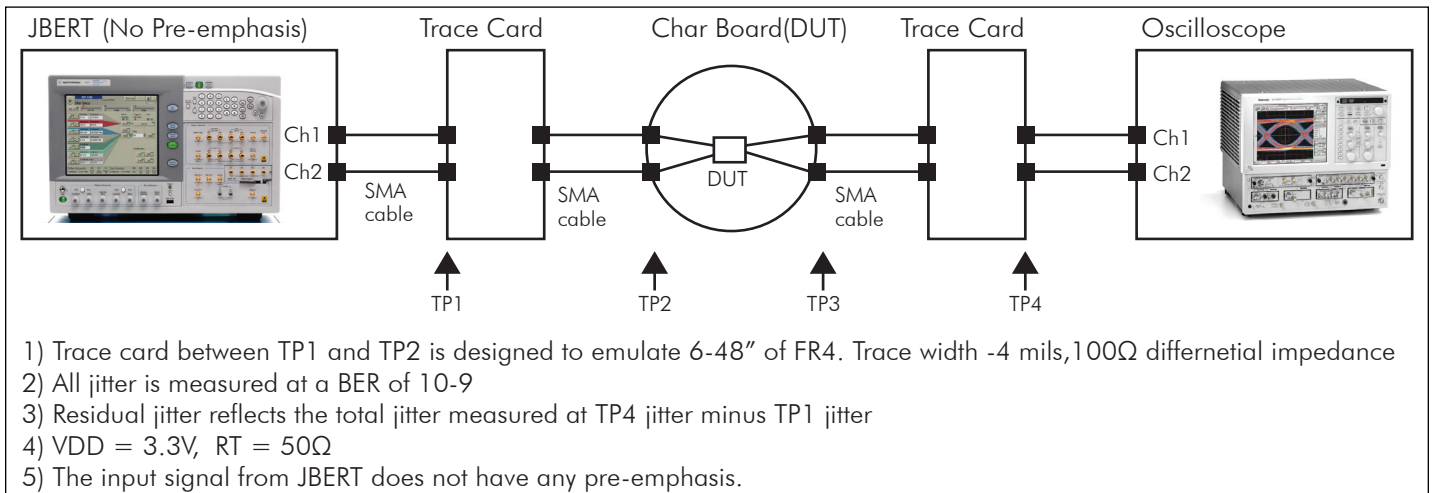 JBERT (No Pre-emphasis) Trace Card Char Board(DUT) Trace Card Oscilloscope
Ch1 Ch1
Ch2 Ch2
DUT
SMA cable SMA cable SMA cable
TP1 TP2 TP3 TP4
1) Trace card between TP1 and TP2 is designed to emulate 6-48” of FR4. Trace width -4 mils,100Ω differnetial impedance
2) All jitter is measured at a BER of 10-9
3) Residual jitter reflects the total jitter measured at TP4 jitter minus TP1 jitter
4) VDD = 3.3V, RT = 50Ω
5) The input signal from JBERT does not have any pre-emphasis.